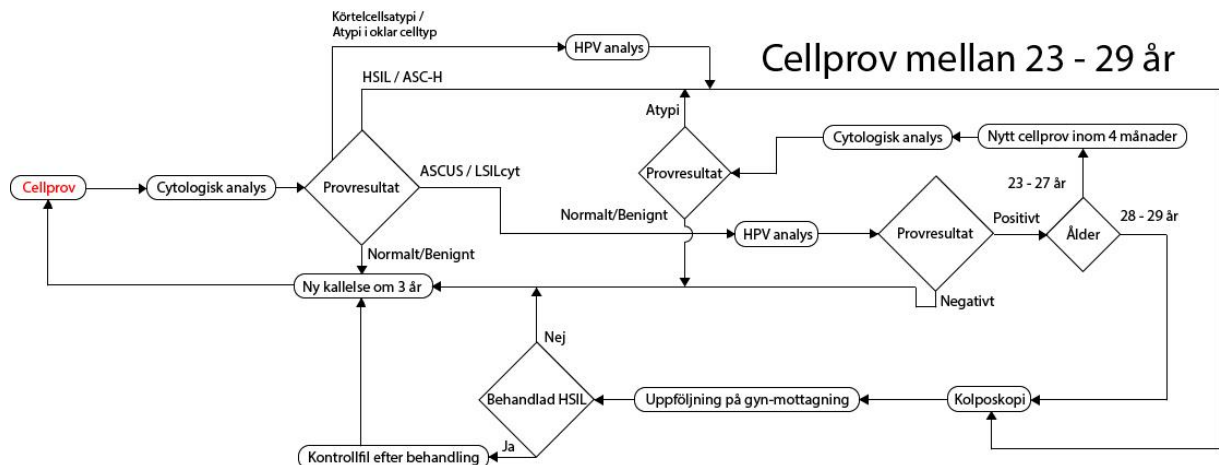 Körtelcellsatypi /
Atypi i oklar celltyp
HPV analys
Cellprov mellan 23 - 29 år
HSIL / ASC-H
Atypi
Cytologisk analys
Nytt cellprov inom 4 månader
Cellprov
Cytologisk analys
Provresultat
ASCUS / LSILcyt
Provresultat
23 - 27 år
Normalt/Benignt
HPV analys
Provresultat
Positivt
Ålder
28 - 29 år
Normalt/Benignt
Ny kallelse om 3 år
Negativt
Nej
Behandlad HSIL
Uppföljning på gyn-mottagning
Kolposkopi
Ja
Kontrollfil efter behandling